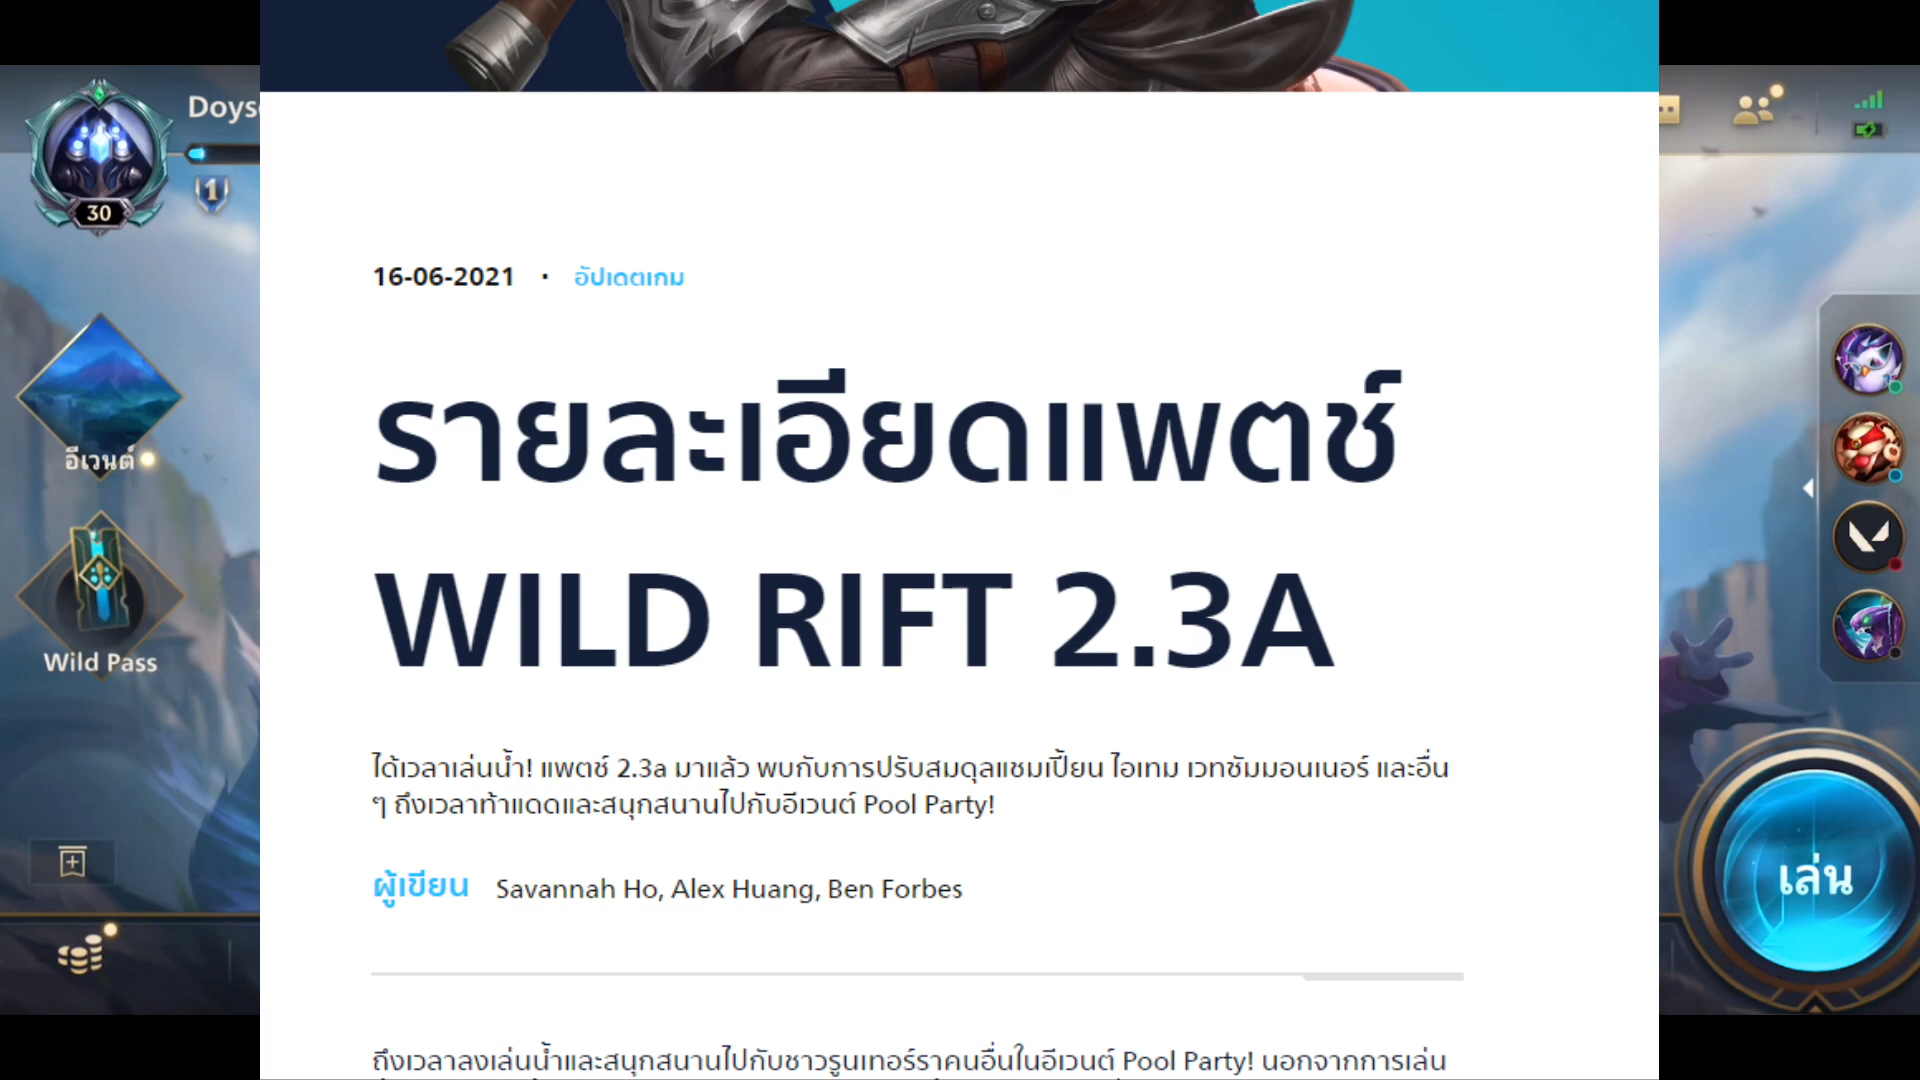 Doys
1
30
16-06-2021 · อัปเดตเกม
รายละเอียดแพตช์
WILD RIFT 2.3A
อีเวนต์
Wild Pass
ได้เวลาเล่นน้ำ! แพตช์ 2.3a มาแล้ว พบกับการปรับสมดุลแชมเปี้ยน ไอเทม เวทซัมมอนเนอร์ และอื่น
ๆ ถึงเวลาท้าแดดและสนุกสนานไปกับอีเวนต์ Pool Party!
ผู้เขียน Savannah Ho, Alex Huang, Ben Forbes
เล่น
ถึงเวลาลงเล่นน้ำและสนุกสนานไปกับชาวรูนเทอร์ราคนอื่นในอีเวนต์ Pool Party! นอกจากการเล่น